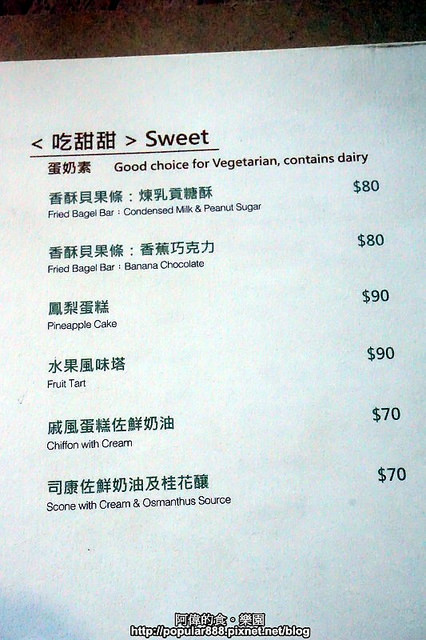 < 吃甜甜 > Sweet
蛋奶素 Good choice for Vegetarian, contains dairy
香酥貝果條：煉乳貢糖酥 $80
Fried Bagel Bar：Condensed Milk & Peanut Sugar
香酥貝果條：香蕉巧克力 $80
Fried Bagel Bar：Banana Chocolate
鳳梨蛋糕 $90
Pineapple Cake
水果風味塔 $90
Fruit Tart
戚風蛋糕佐鮮奶油 $70
Chiffon with Cream
司康佐鮮奶油及桂花釀 $70
Scone with Cream & Osmanthus Source
阿偉的食。樂園
http://popular888.pixnet.net/blog